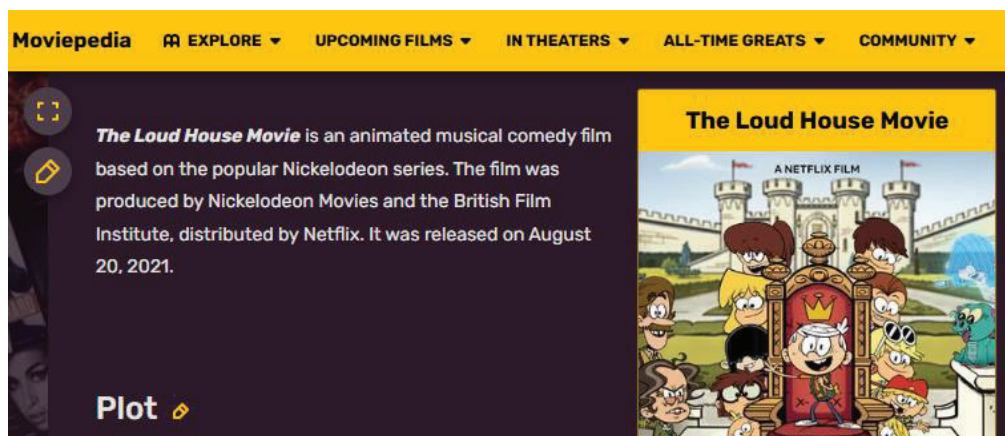 Moviepedia EXPLORE UPCOMING FILMS IN THEATERS ALL-TIME GREATS COMMUNITY
The Loud House Movie is an animated musical comedy film
based on the popular Nickelodeon series. The film was
produced by Nickelodeon Movies and the British Film
Institute, distributed by Netflix. It was released on August
20, 2021.
Plot
The Loud House Movie
A NETFLIX FILM